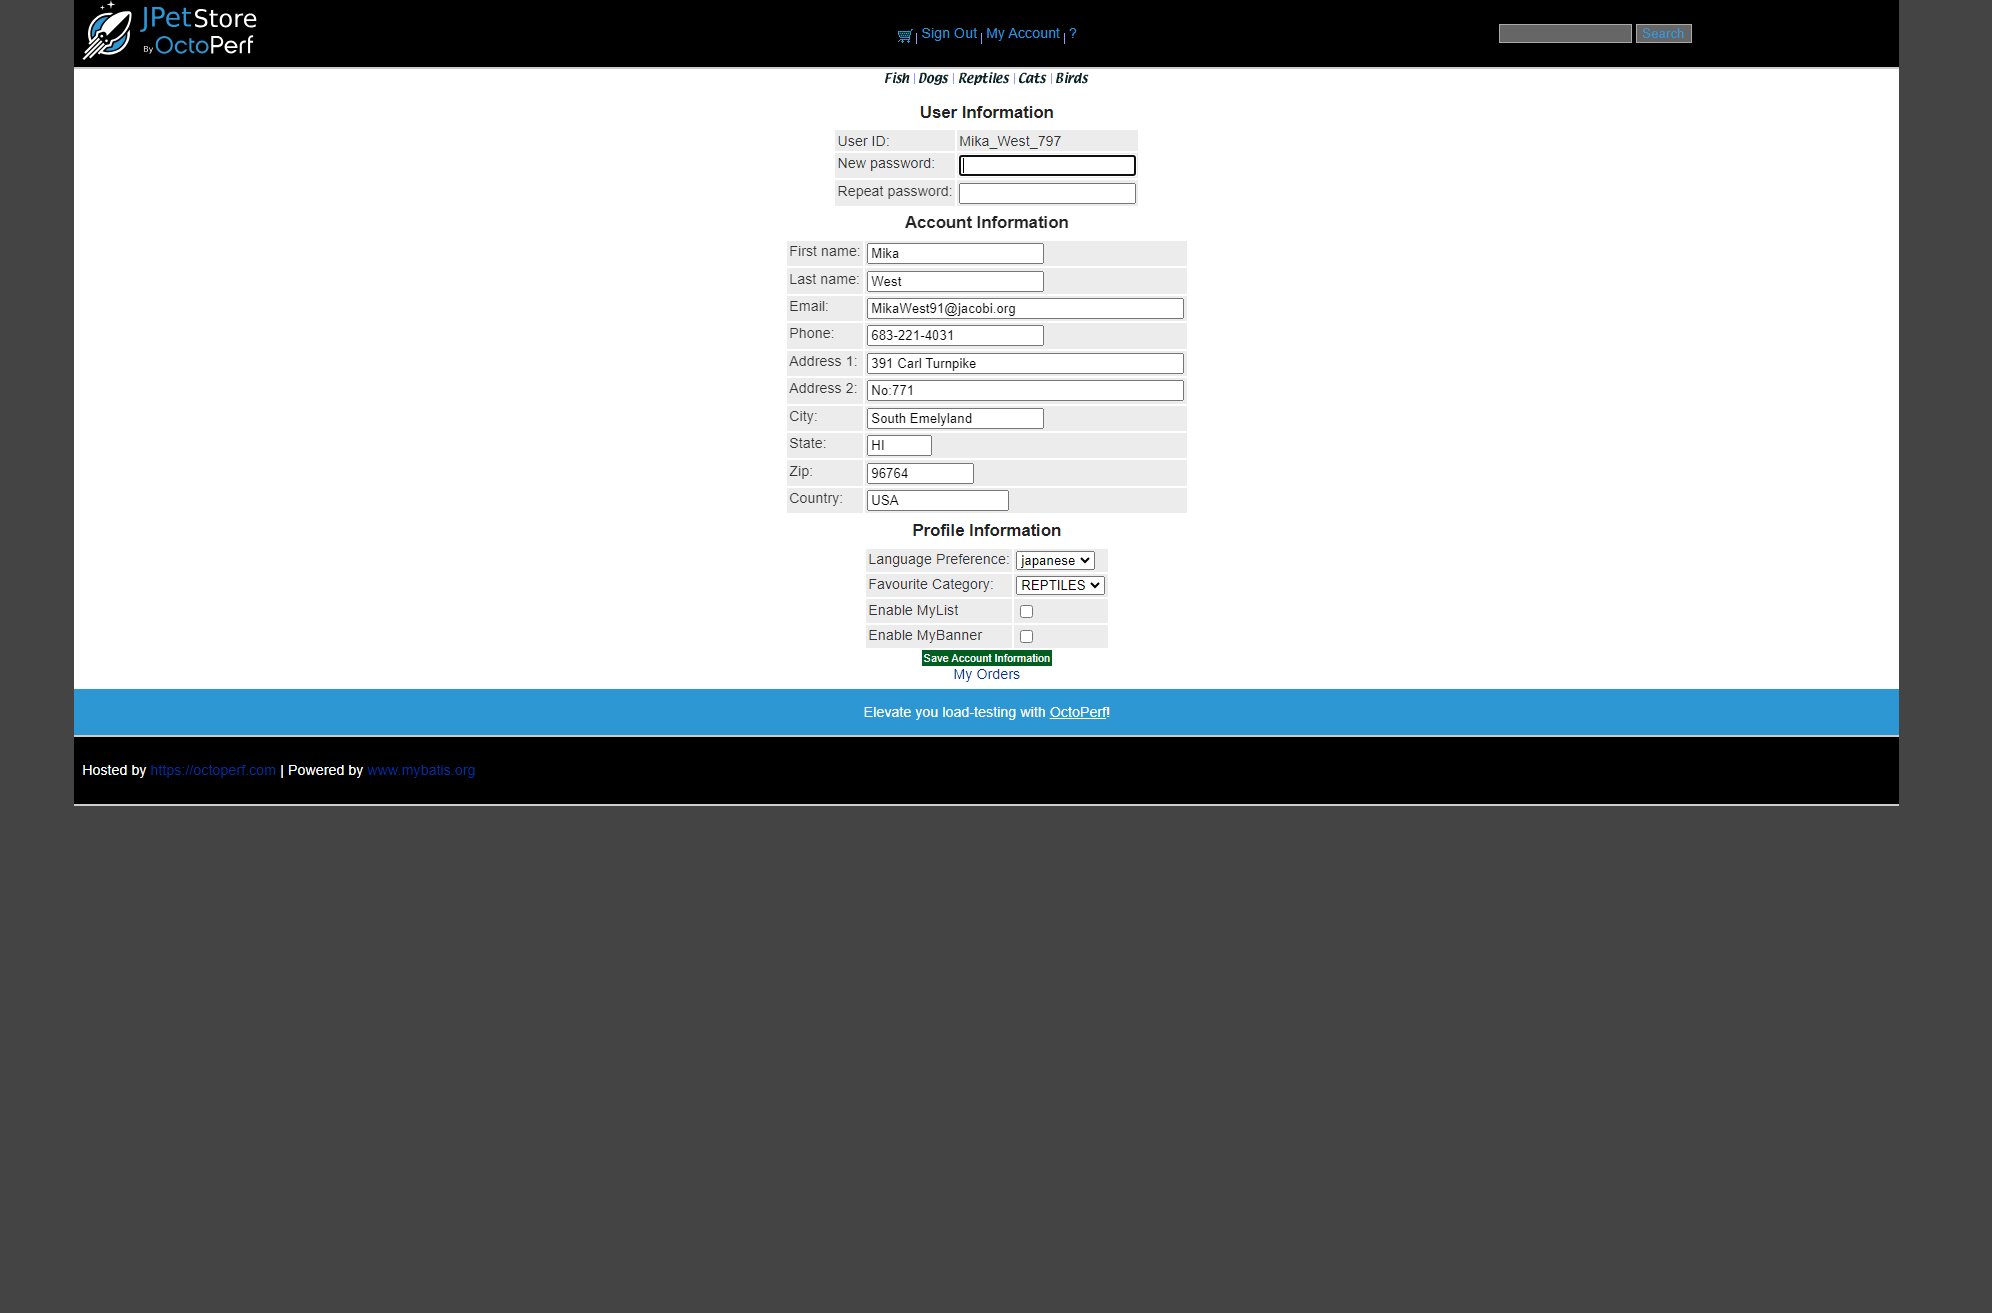 JPetStore
By OctoPerf
Sign Out | My Account | ?
Search
Fish | Dogs | Reptiles | Cats | Birds
User Information
User ID: Mika_West_797
New password:
Repeat password:
Account Information
First name: Mika
Last name: West
Email: MikaWest91@jacobi.org
Phone: 683-221-4031
Address 1: 391 Carl Turnpike
Address 2: No:771
City: South Emelyland
State: HI
Zip: 96764
Country: USA
Profile Information
Language Preference: japanese
Favourite Category: REPTILES
Enable MyList
Enable MyBanner
Save Account Information
My Orders
Elevate you load-testing with OctoPerf!
Hosted by https://octoperf.com | Powered by www.mybatis.org